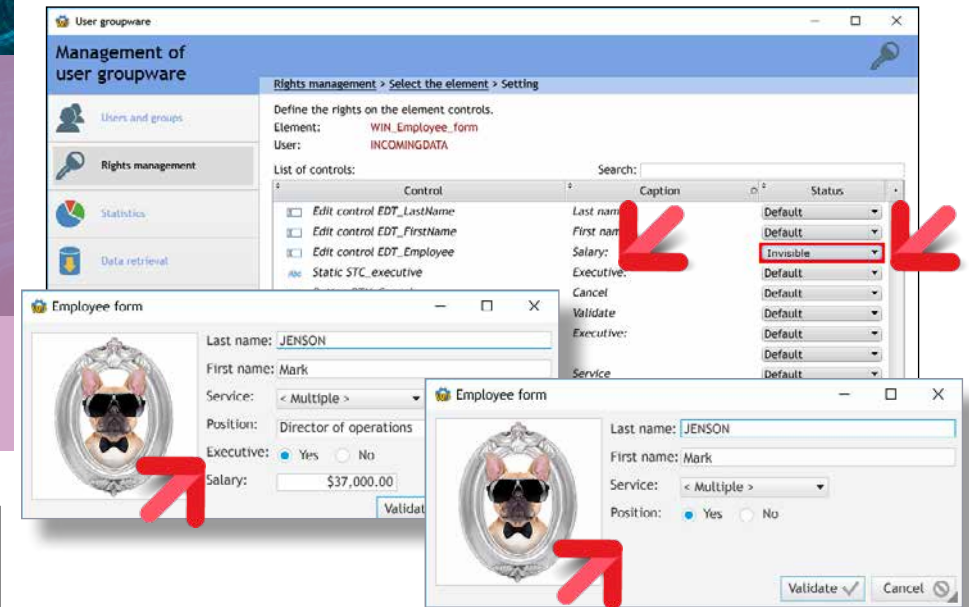 User groupware
Management of
user groupware
Rights management > Select the element > Setting
Users and groups
Rights management
Statistics
Data retrieval
Define the rights on the element controls.
Element: WIN_Employee_form
User: INCOMINGDATA
List of controls: Search:
Control Caption Status
Edit control EDT_LastName Last nam Default
Edit control EDT_FirstName First nam Default
Edit control EDT_Employee Salary: Invisible
Abc Static STC_executive Executive: Default
Cancel Default
Validate Default
Executive: Default
Default
Service Default
Employee form
Last name: JENSON
First name: Mark
Service: < Multiple >
Position: Director of operations
Executive: Yes No
Salary: $37,000.00
Validat
Employee form
Last name: JENSON
First name: Mark
Service: < Multiple >
Position: Yes No
Validate Cancel